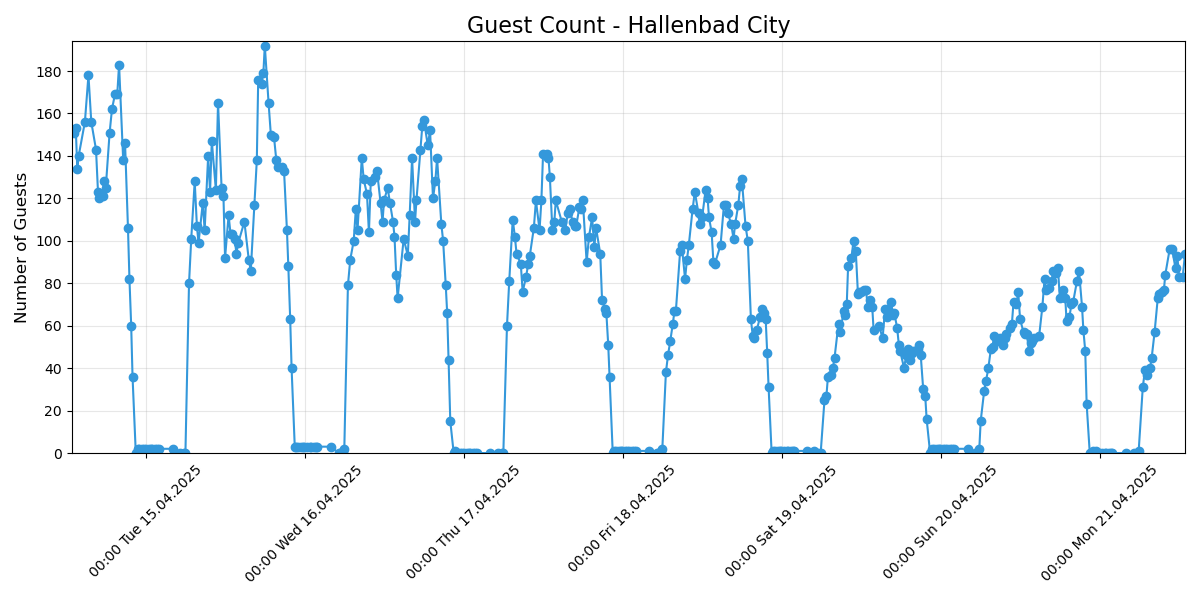 Guest Count - Hallenbad City
Number of Guests
180
160
140
120
100
80
60
40
20
0
00:00 Tue 15.04.2025
00:00 Wed 16.04.2025
00:00 Thu 17.04.2025
00:00 Fri 18.04.2025
00:00 Sat 19.04.2025
00:00 Sun 20.04.2025
00:00 Mon 21.04.2025